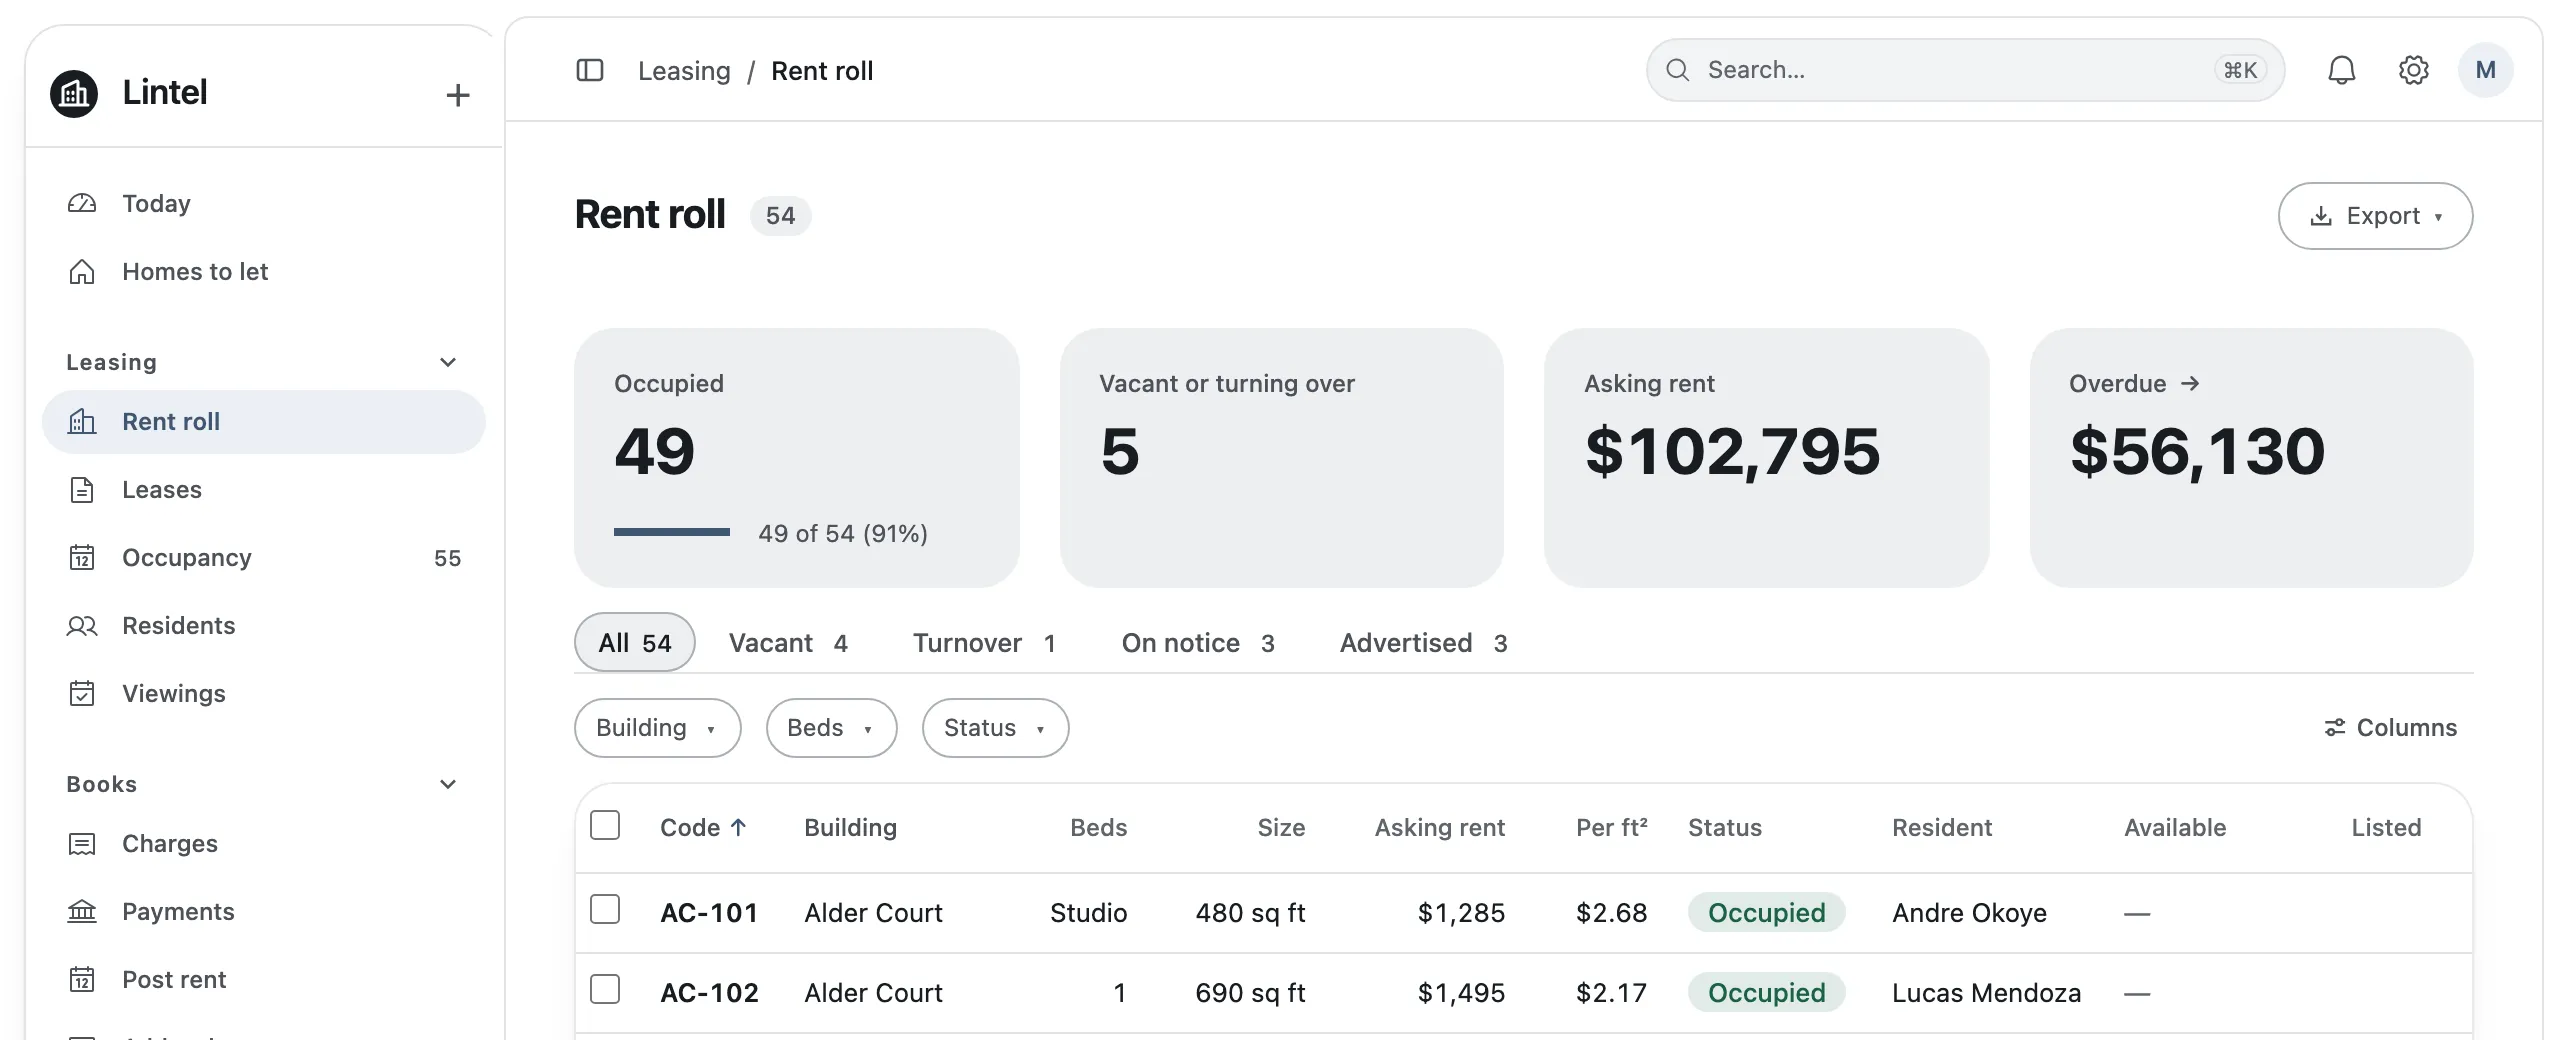 Lintel
Today
Homes to let
Leasing
Rent roll
Leases
Occupancy 55
Residents
Viewings
Books
Charges
Payments
Post rent
Leasing / Rent roll
Search... ⌘K
M
Rent roll 54
Export
Occupied
49
49 of 54 (91%)
Vacant or turning over
5
Asking rent
$102,795
Overdue →
$56,130
All 54 Vacant 4 Turnover 1 On notice 3 Advertised 3
Building Beds Status Columns
Code ↑ Building Beds Size Asking rent Per ft² Status Resident Available Listed
AC-101 Alder Court Studio 480 sq ft $1,285 $2.68 Occupied Andre Okoye —
AC-102 Alder Court 1 690 sq ft $1,495 $2.17 Occupied Lucas Mendoza —